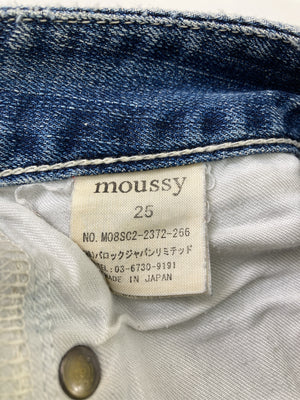 moussy
25
NO. M08SC2-2372-266
(株)バロックジャパンリミテッド
TEL:03-6730-9191
MADE IN JAPAN